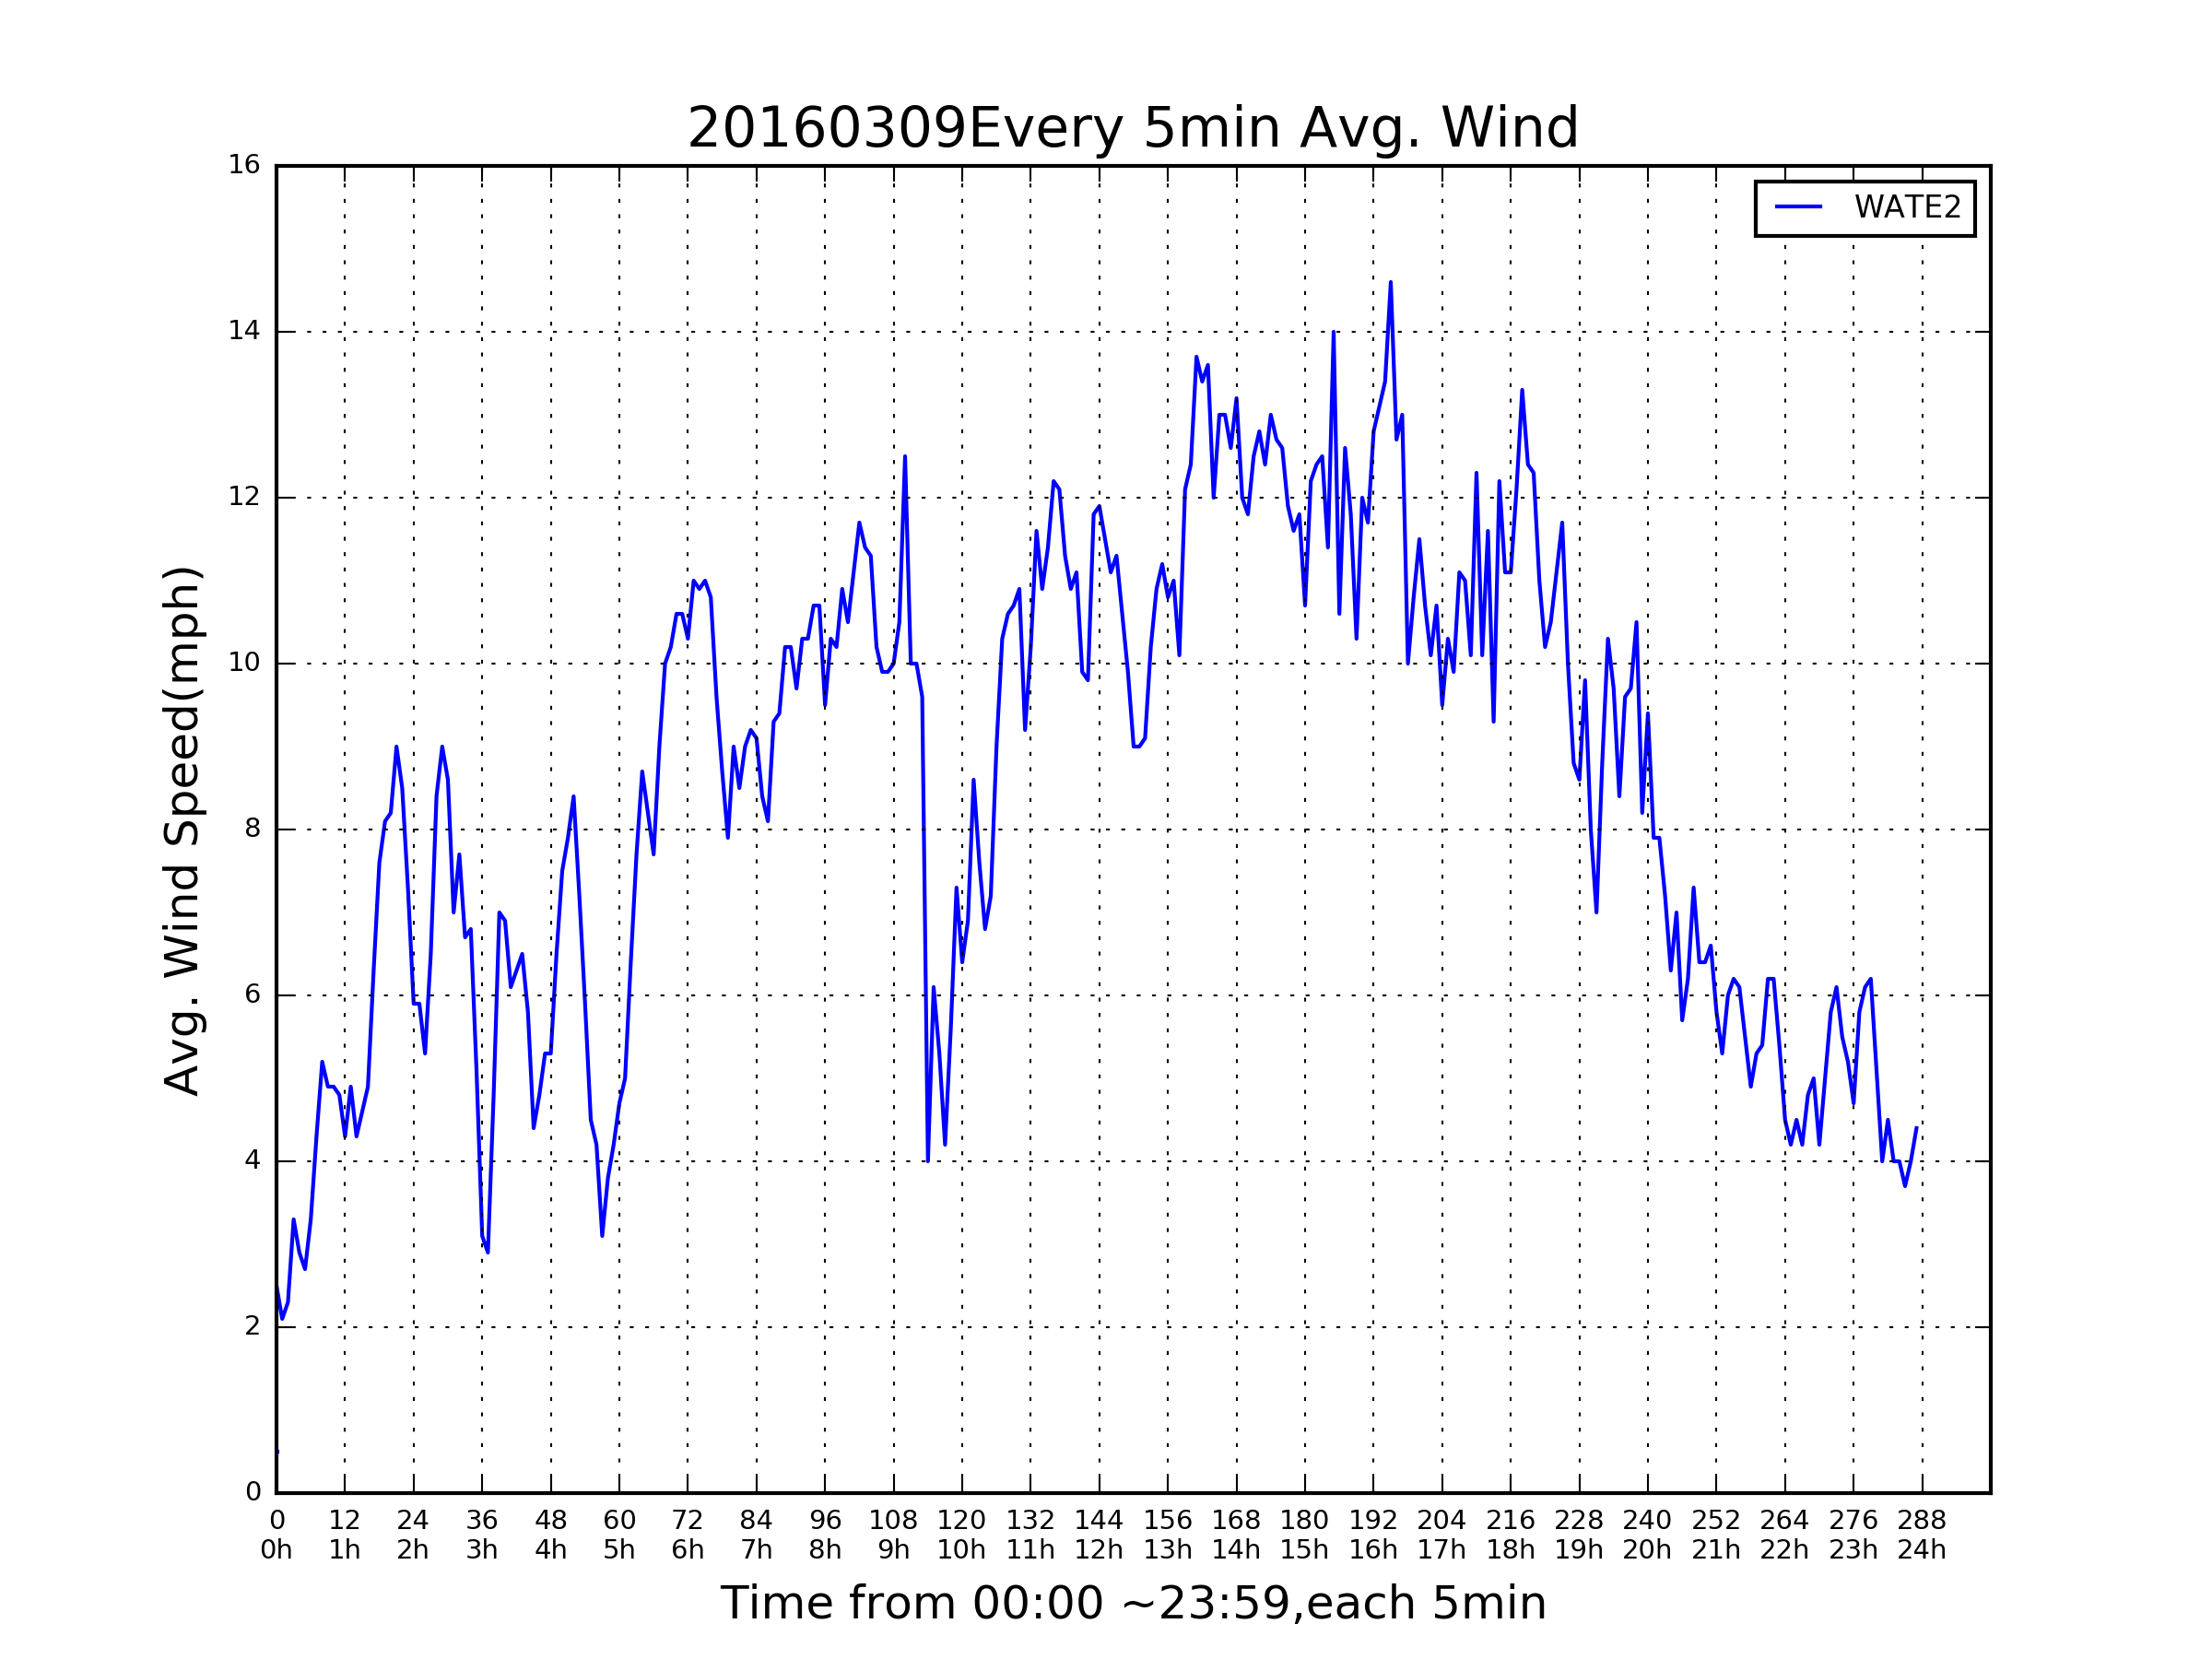 20160309Every 5min Avg. Wind
WATE2
Avg. Wind Speed(mph)
16
14
12
10
8
6
4
2
0
0 12 24 36 48 60 72 84 96 108 120 132 144 156 168 180 192 204 216 228 240 252 264 276 288
0h 1h 2h 3h 4h 5h 6h 7h 8h 9h 10h 11h 12h 13h 14h 15h 16h 17h 18h 19h 20h 21h 22h 23h 24h
Time from 00:00 ~23:59,each 5min